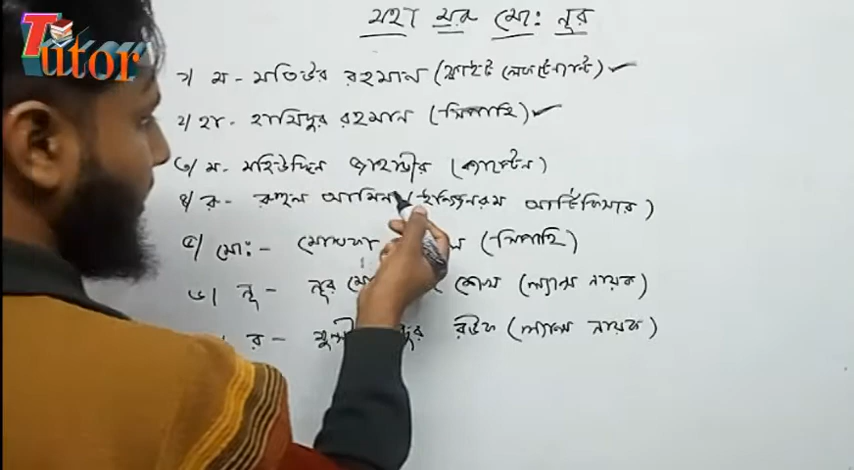 Tutor
মহা মর মোঃ নূর
১/ ম - মতিউর রহমান (ফ্লাইট লেফটেন্যান্ট) ✓
২/ হা - হামিদুর রহমান (সিপাহি) ✓
৩/ ম - মহিউদ্দিন জাহাঙ্গীর (ক্যাপ্টেন)
৪/ র - রুহুল আমিন (ইঞ্জিনরুম আর্টিফিসার)
৫/ মোঃ - মোস্তফা (সিপাহি)
৬/ নূ - নূর শেখ (ল্যান্স নায়ক)
র - মুন্সী রউফ (ল্যান্স নায়ক)